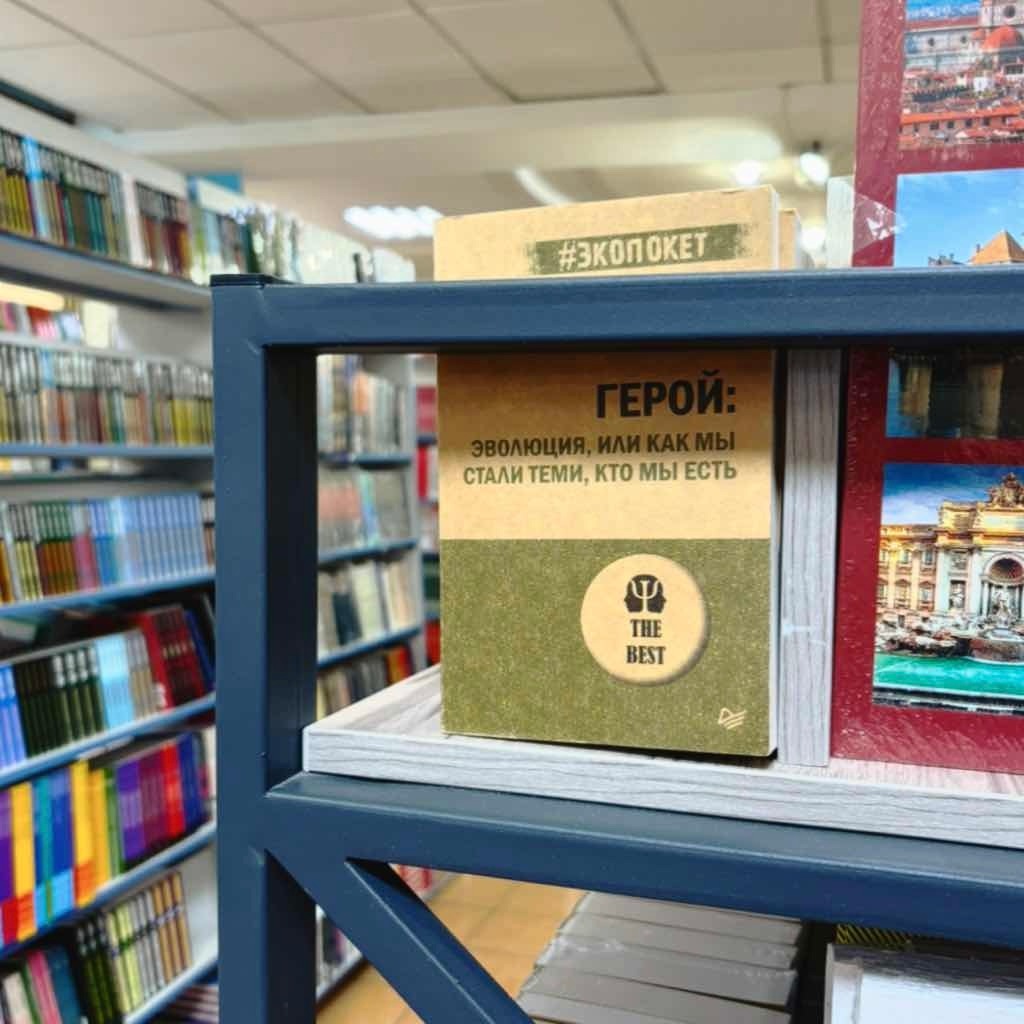 #ЭКОПОКЕТ
ГЕРОЙ:
ЭВОЛЮЦИЯ, ИЛИ КАК МЫ
СТАЛИ ТЕМИ, КТО МЫ ЕСТЬ
THE
BEST